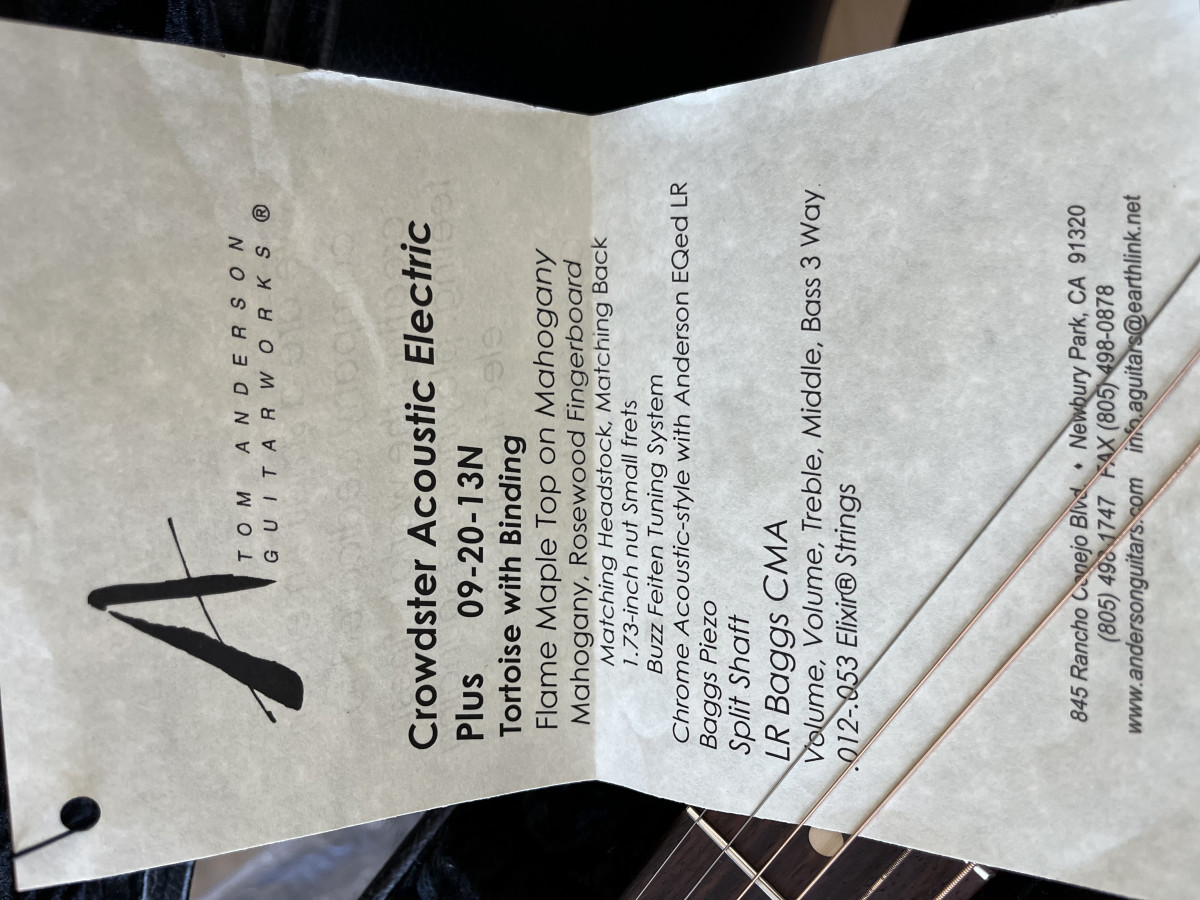 TOM ANDERSON
GUITARWORKS®
Crowdster Acoustic Electric
Plus 09-20-13N
Tortoise with Binding
Flame Maple Top on Mahogany
Mahogany, Rosewood Fingerboard
Matching Headstock, Matching Back
1.73-inch nut Small frets
Buzz Feiten Tuning System
Chrome Acoustic-style with Anderson EQed LR
Baggs Piezo
Split Shaft
LR Baggs CMA
Volume, Volume, Treble, Middle, Bass 3 Way
.012-.053 Elixir® Strings
845 Rancho Conejo Blvd • Newbury Park, CA 91320
(805) 498-1747 FAX (805) 498-0878
www.andersonguitars.com info.aguitars@earthlink.net